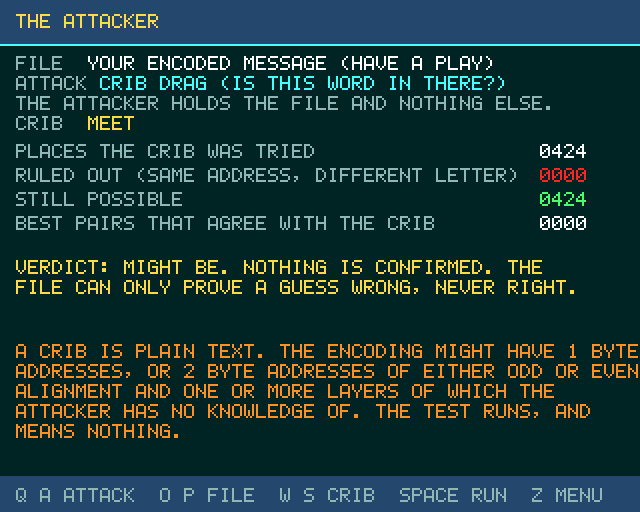 THE ATTACKER
FILE YOUR ENCODED MESSAGE (HAVE A PLAY)
ATTACK CRIB DRAG (IS THIS WORD IN THERE?)
THE ATTACKER HOLDS THE FILE AND NOTHING ELSE.
CRIB MEET
PLACES THE CRIB WAS TRIED 0424
RULED OUT (SAME ADDRESS, DIFFERENT LETTER) 0000
STILL POSSIBLE 0424
BEST PAIRS THAT AGREE WITH THE CRIB 0000
VERDICT: MIGHT BE. NOTHING IS CONFIRMED. THE
FILE CAN ONLY PROVE A GUESS WRONG, NEVER RIGHT.
A CRIB IS PLAIN TEXT. THE ENCODING MIGHT HAVE 1 BYTE
ADDRESSES, OR 2 BYTE ADDRESSES OF EITHER ODD OR EVEN
ALIGNMENT AND ONE OR MORE LAYERS OF WHICH THE
ATTACKER HAS NO KNOWLEDGE OF. THE TEST RUNS, AND
MEANS NOTHING.
Q A ATTACK O P FILE W S CRIB SPACE RUN Z MENU